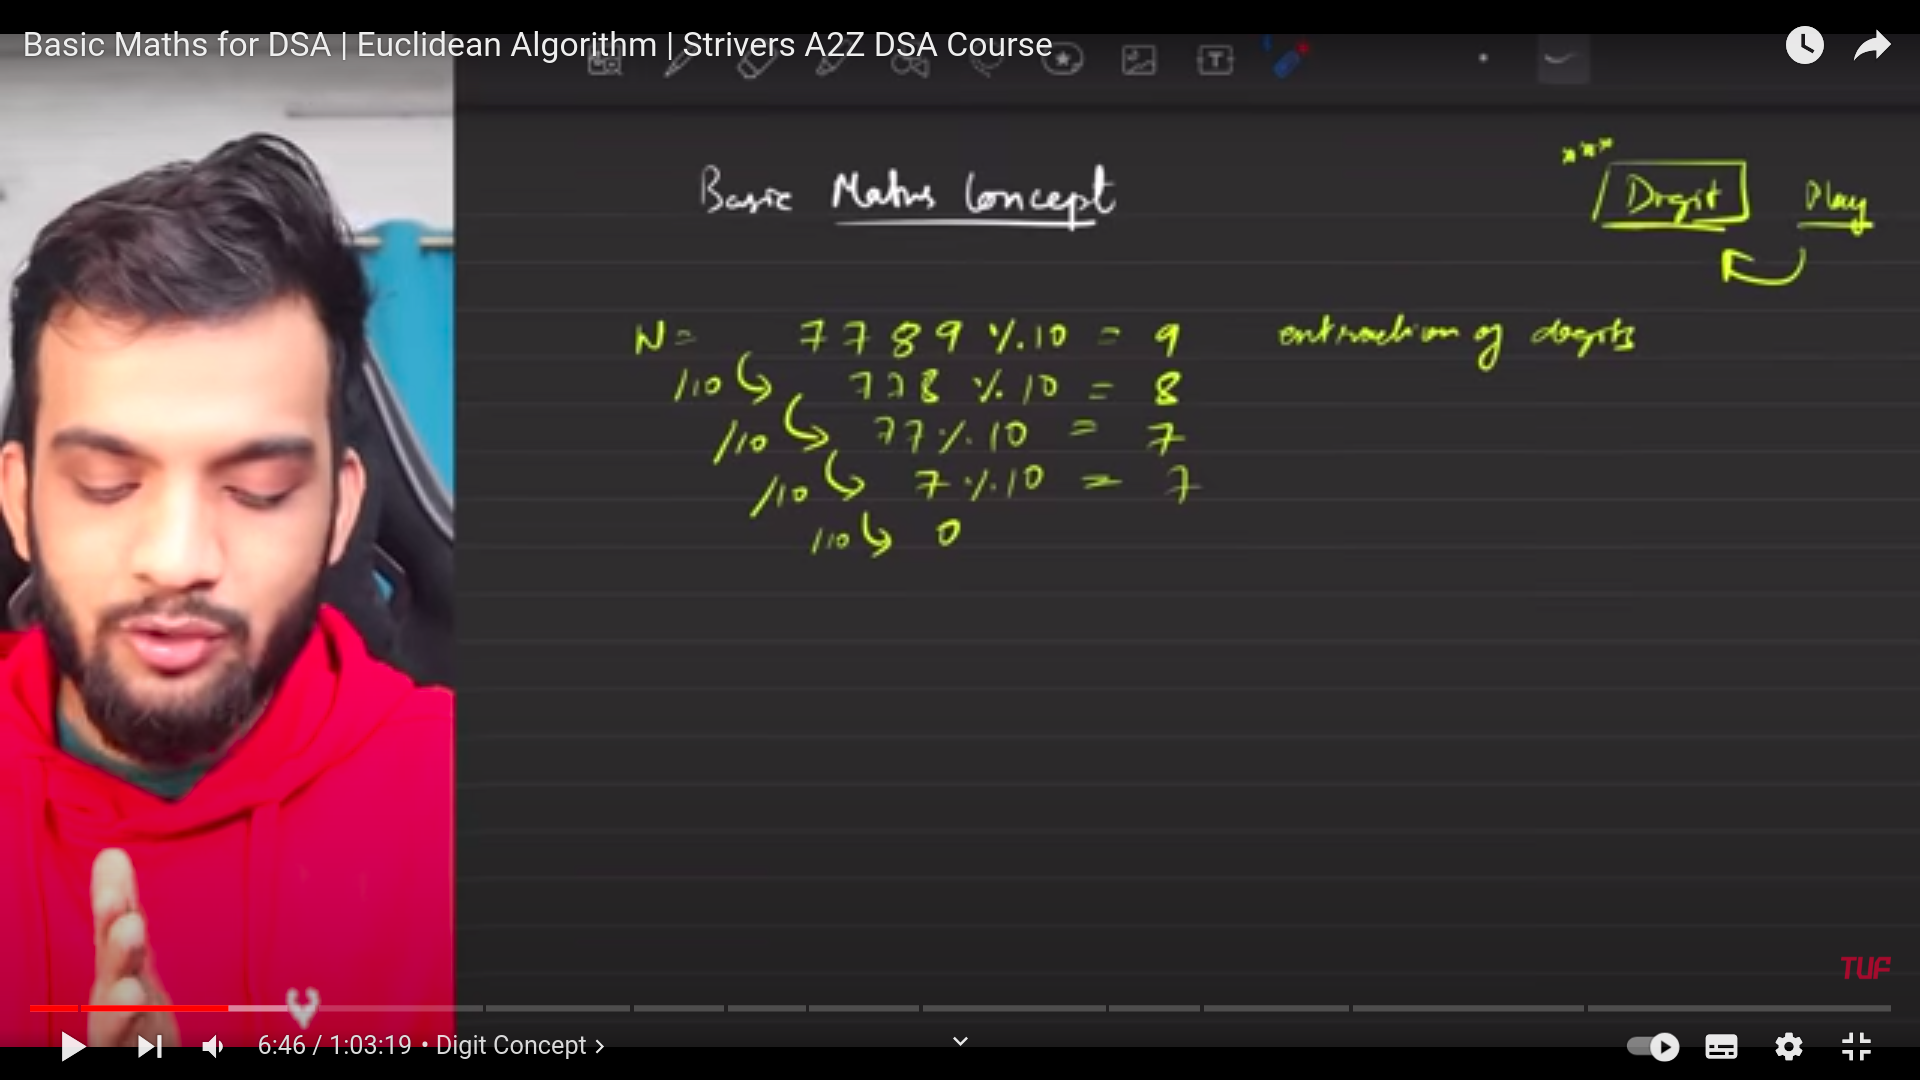 Basic Maths for DSA | Euclidean Algorithm | Strivers A2Z DSA Course
Basic Maths Concept
***
Digit Play
N = 7789 % 10 = 9 extraction of digits
/10 778 % 10 = 8
/10 77 % 10 = 7
/10 7 % 10 = 7
/10 0
TUF
6:46 / 1:03:19 • Digit Concept >